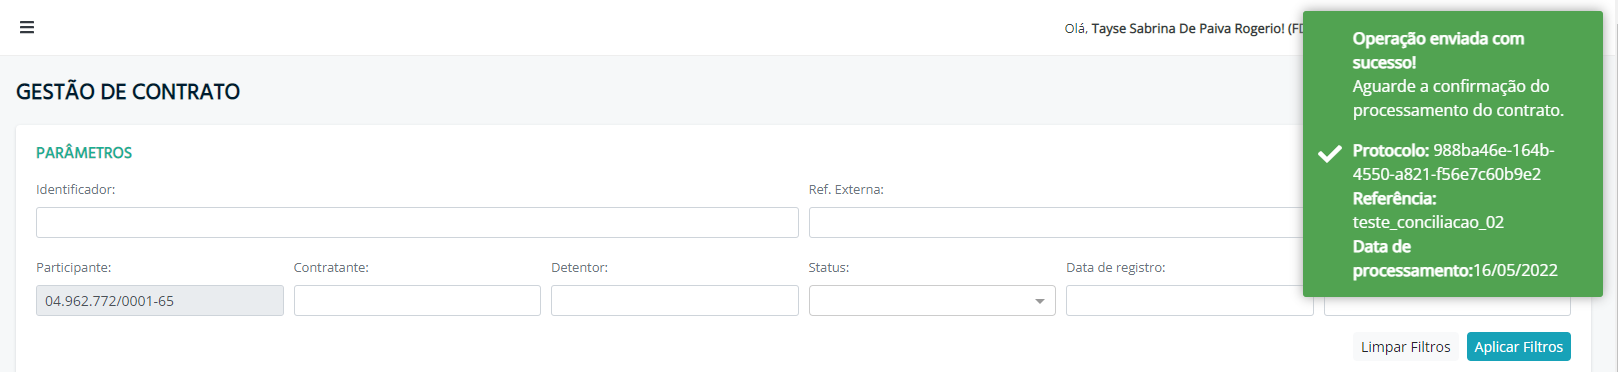 Olá, Tayse Sabrina De Paiva Rogerio! (FD
GESTÃO DE CONTRATO
PARÂMETROS
Identificador:
Ref. Externa:
Participante:
Contratante:
Detentor:
Status:
Data de registro:
04.962.772/0001-65
Limpar Filtros
Aplicar Filtros
Operação enviada com
sucesso!
Aguarde a confirmação do
processamento do contrato.
Protocolo: 988ba46e-164b-
4550-a821-f56e7c60b9e2
Referência:
teste_conciliacao_02
Data de
processamento:16/05/2022